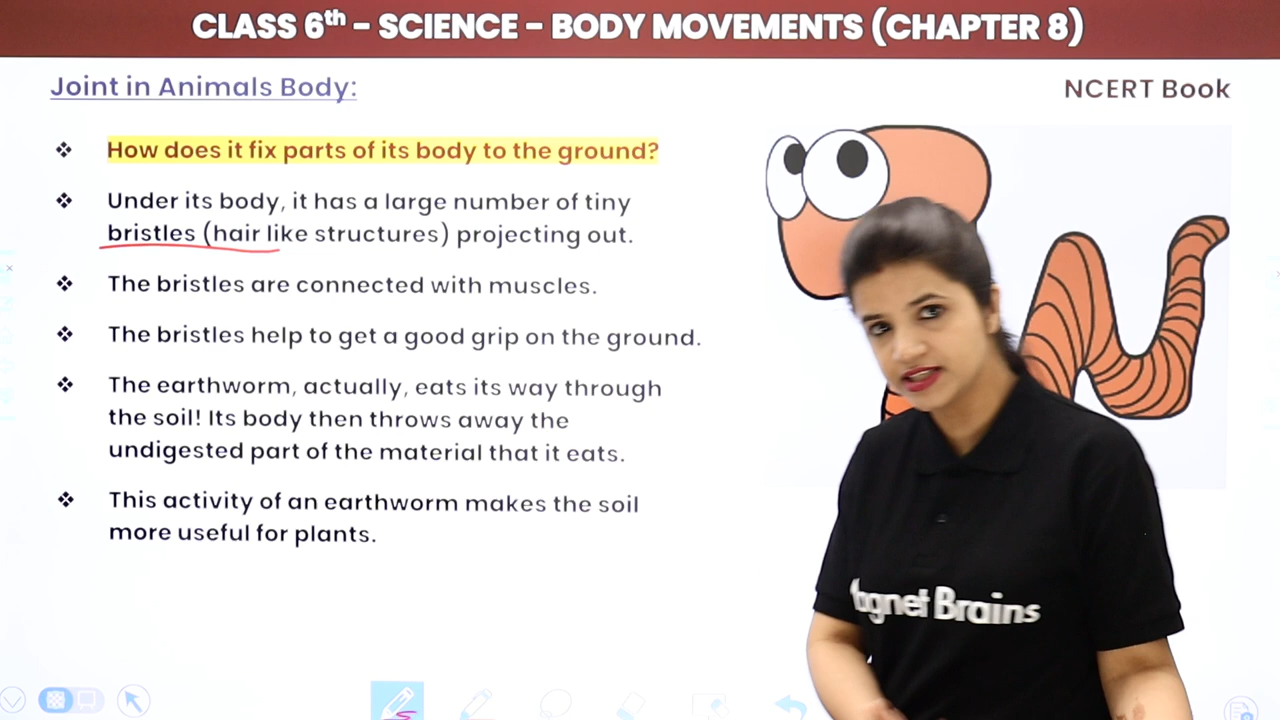 CLASS 6th – SCIENCE – BODY MOVEMENTS (CHAPTER 8)
Joint in Animals Body:
NCERT Book
❖ How does it fix parts of its body to the ground?
❖ Under its body, it has a large number of tiny
bristles (hair like structures) projecting out.
❖ The bristles are connected with muscles.
❖ The bristles help to get a good grip on the ground.
❖ The earthworm, actually, eats its way through
the soil! Its body then throws away the
undigested part of the material that it eats.
❖ This activity of an earthworm makes the soil
more useful for plants.
Magnet Brains